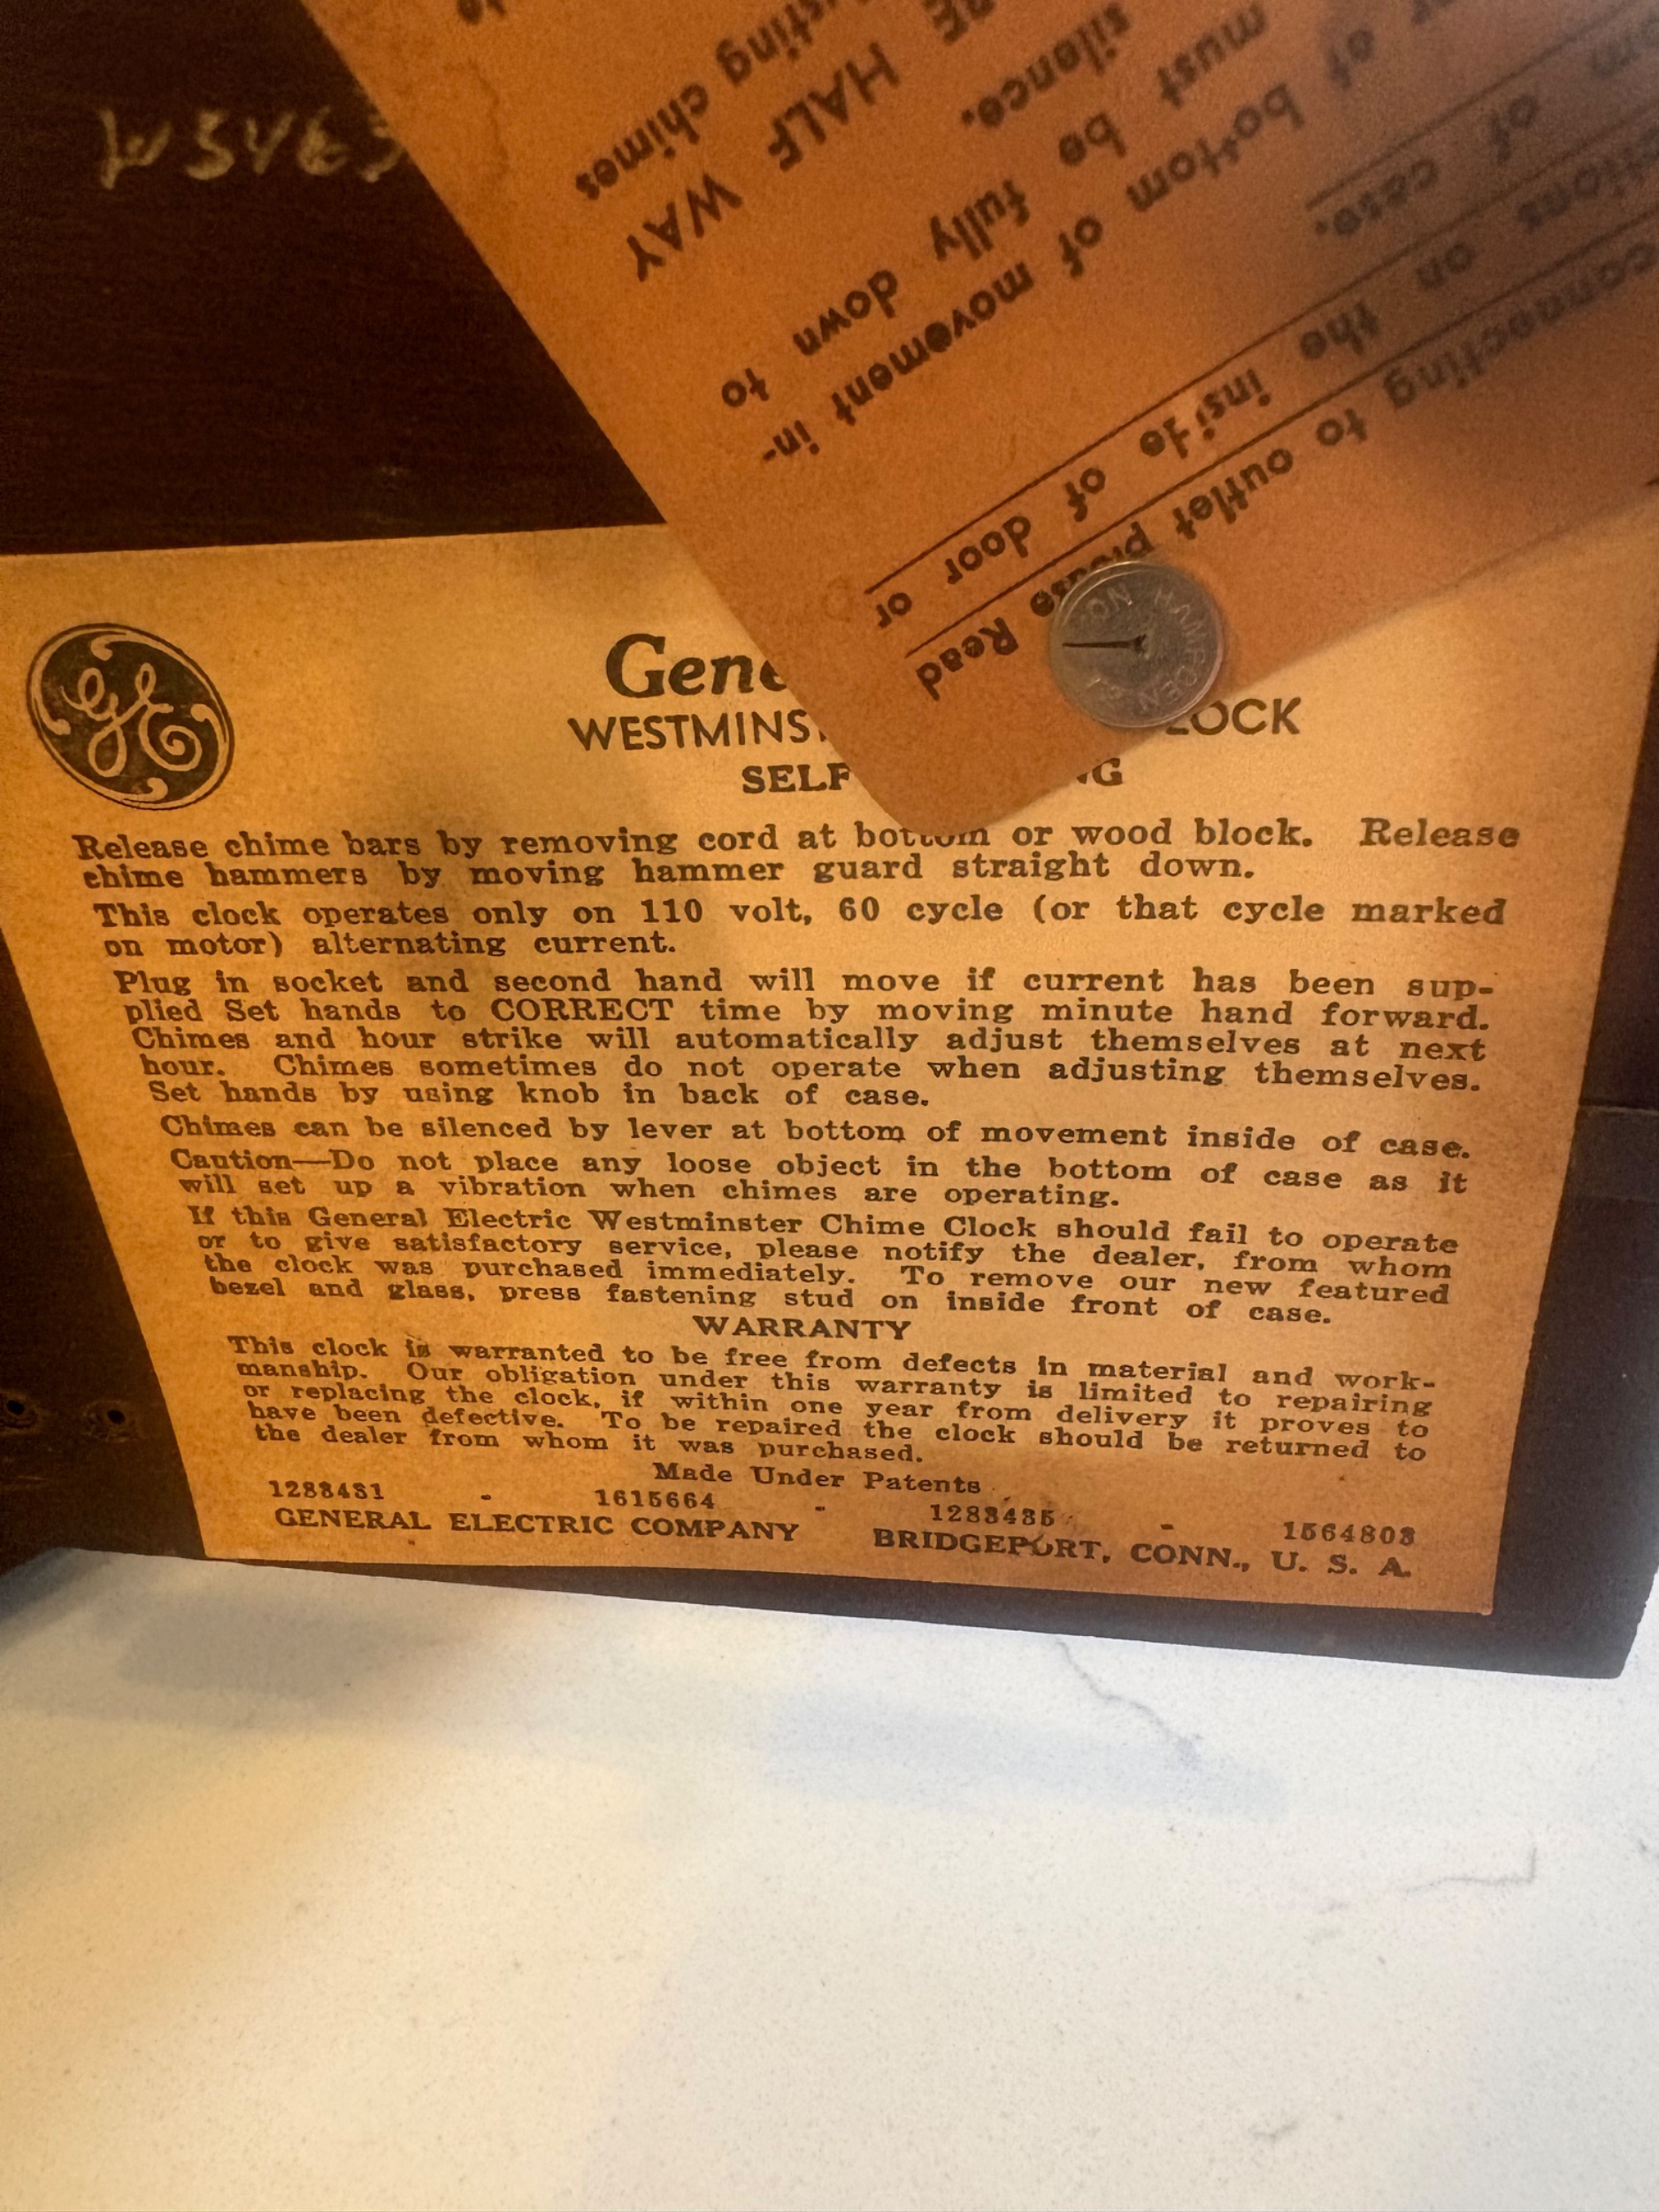 W5463
usting chimes
HALF WAY
silence.
must be fully down to
of bottom of movement in-
of case.
on the inside of door or
connecting to outlet please Read
GE
Gene
WESTMINS LOCK
SELF G
Release chime bars by removing cord at bottom or wood block. Release
chime hammers by moving hammer guard straight down.
This clock operates only on 110 volt, 60 cycle (or that cycle marked
on motor) alternating current.
Plug in socket and second hand will move if current has been sup-
plied Set hands to CORRECT time by moving minute hand forward.
Chimes and hour strike will automatically adjust themselves at next
hour. Chimes sometimes do not operate when adjusting themselves.
Set hands by using knob in back of case.
Chimes can be silenced by lever at bottom of movement inside of case.
Caution—Do not place any loose object in the bottom of case as it
will set up a vibration when chimes are operating.
If this General Electric Westminster Chime Clock should fail to operate
or to give satisfactory service, please notify the dealer, from whom
the clock was purchased immediately. To remove our new featured
bezel and glass, press fastening stud on inside front of case.
WARRANTY
This clock is warranted to be free from defects in material and work-
manship. Our obligation under this warranty is limited to repairing
or replacing the clock, if within one year from delivery it proves to
have been defective. To be repaired the clock should be returned to
the dealer from whom it was purchased.
Made Under Patents
1283431 - 1615664 - 1283435 - 1564803
GENERAL ELECTRIC COMPANY BRIDGEPORT, CONN., U. S. A.